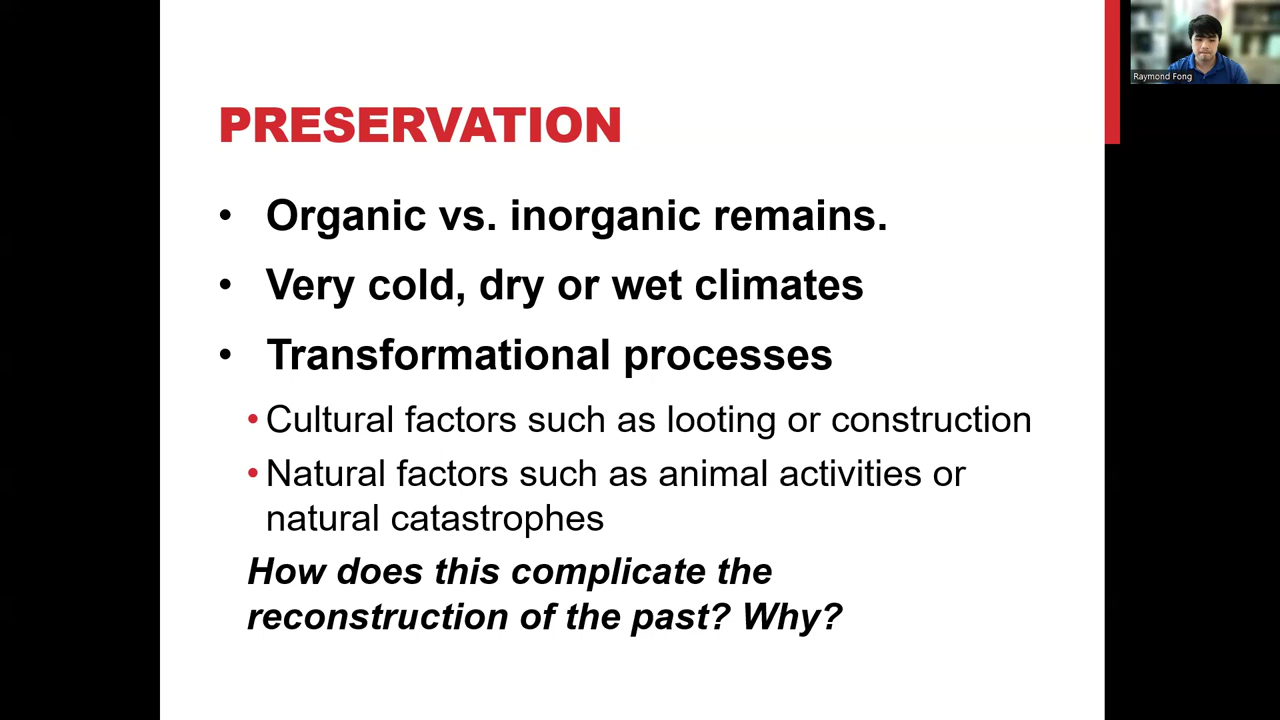 PRESERVATION
• Organic vs. inorganic remains.
• Very cold, dry or wet climates
• Transformational processes
• Cultural factors such as looting or construction
• Natural factors such as animal activities or
natural catastrophes
How does this complicate the
reconstruction of the past? Why?
Raymond Fong